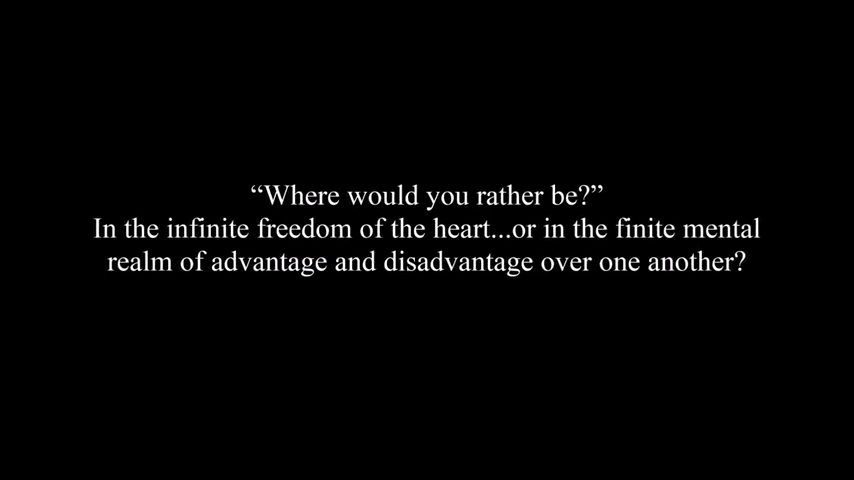 “Where would you rather be?”
In the infinite freedom of the heart...or in the finite mental
realm of advantage and disadvantage over one another?